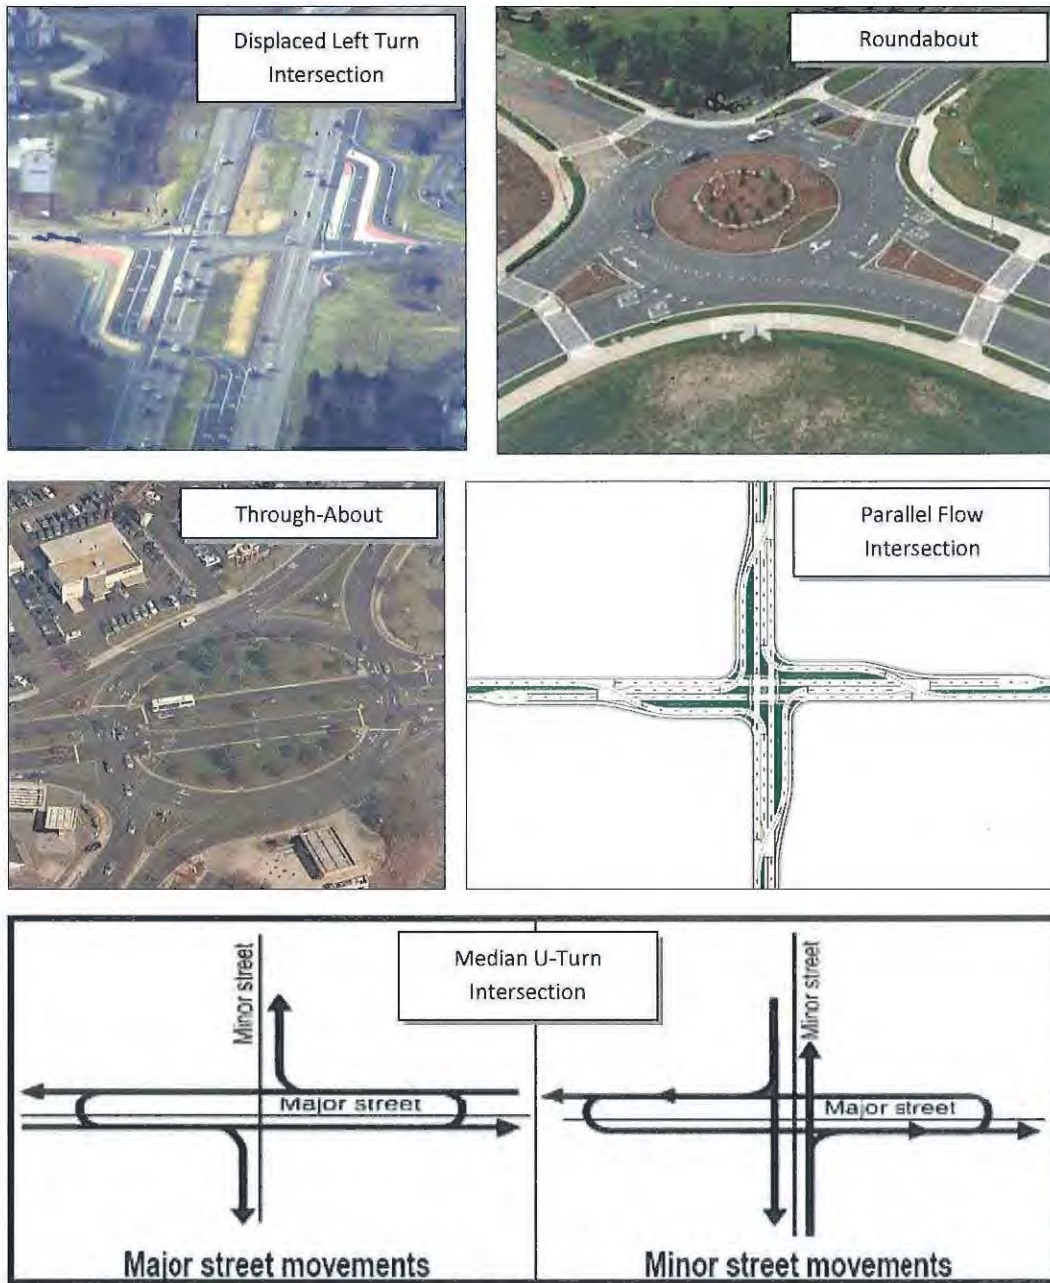 Displaced Left Turn
Intersection
Roundabout
Through-About
Parallel Flow
Intersection
Median U-Turn
Intersection
Minor street
Major street
Major street movements
Minor street
Major street
Minor street movements